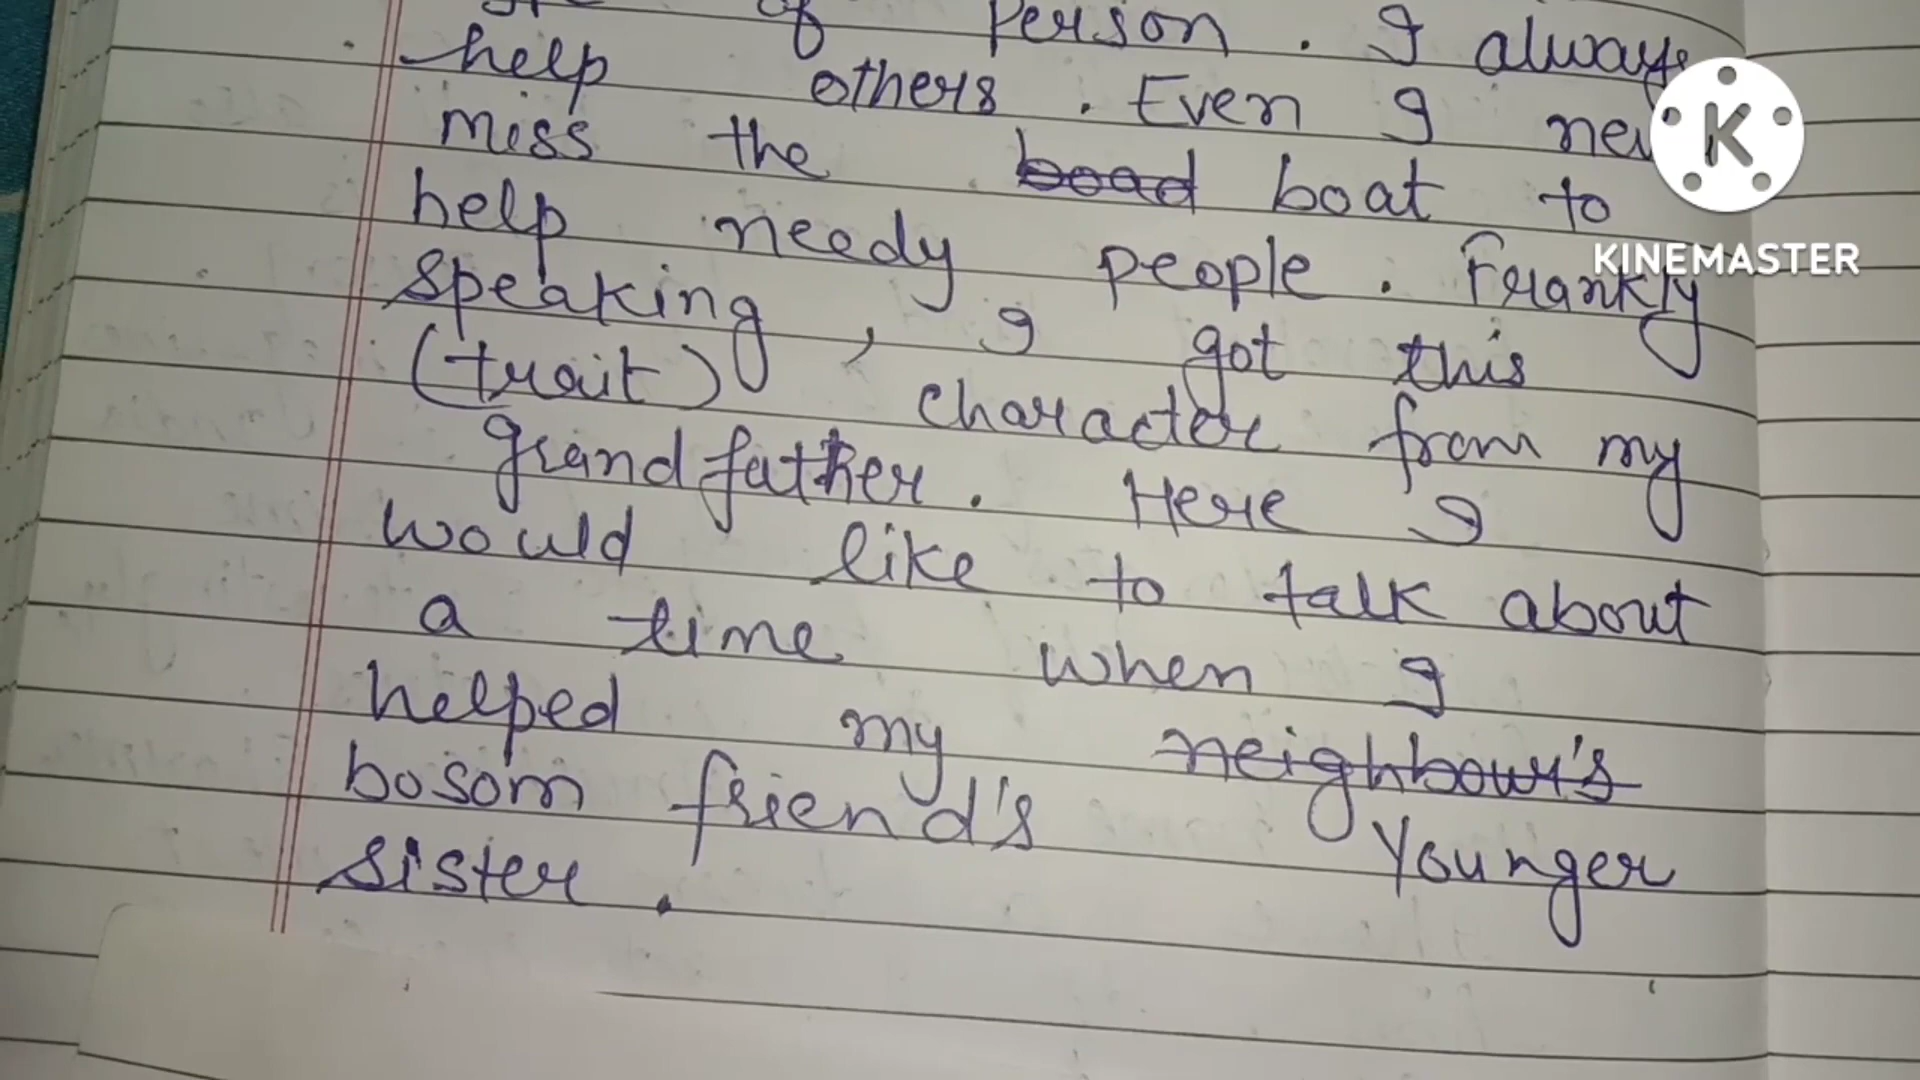 of Person. I always
help others. Even I
miss the boad boat to
help needy people. Frankly
speaking, I got this
(trait) character from my
grandfather. Here I
would like to talk about
a time when I
helped my neighbour's
bosom friend's Younger
sister.
K
KINEMASTER